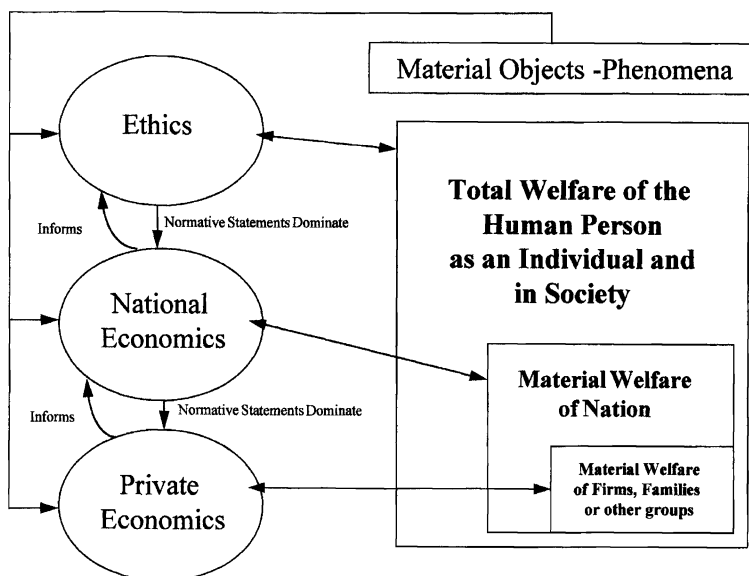 Material Objects -Phenomena
Ethics
Total Welfare of the
Human Person
as an Individual and
in Society
Informs
Normative Statements Dominate
National
Economics
Material Welfare
of Nation
Informs
Normative Statements Dominate
Private
Economics
Material Welfare
of Firms, Families
or other groups